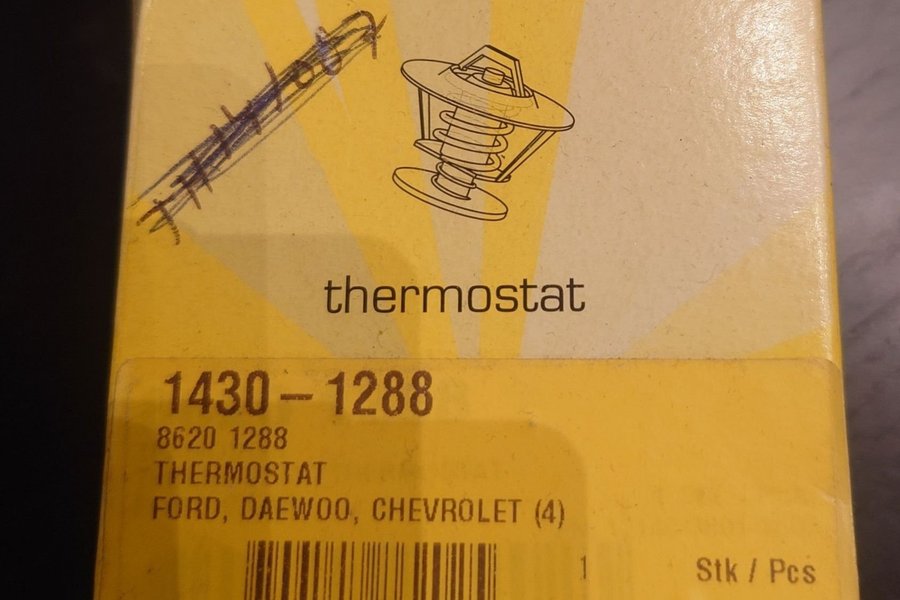 thermostat
1430-1288
8620 1288
THERMOSTAT
FORD, DAEWOO, CHEVROLET (4)
1
Stk / Pcs